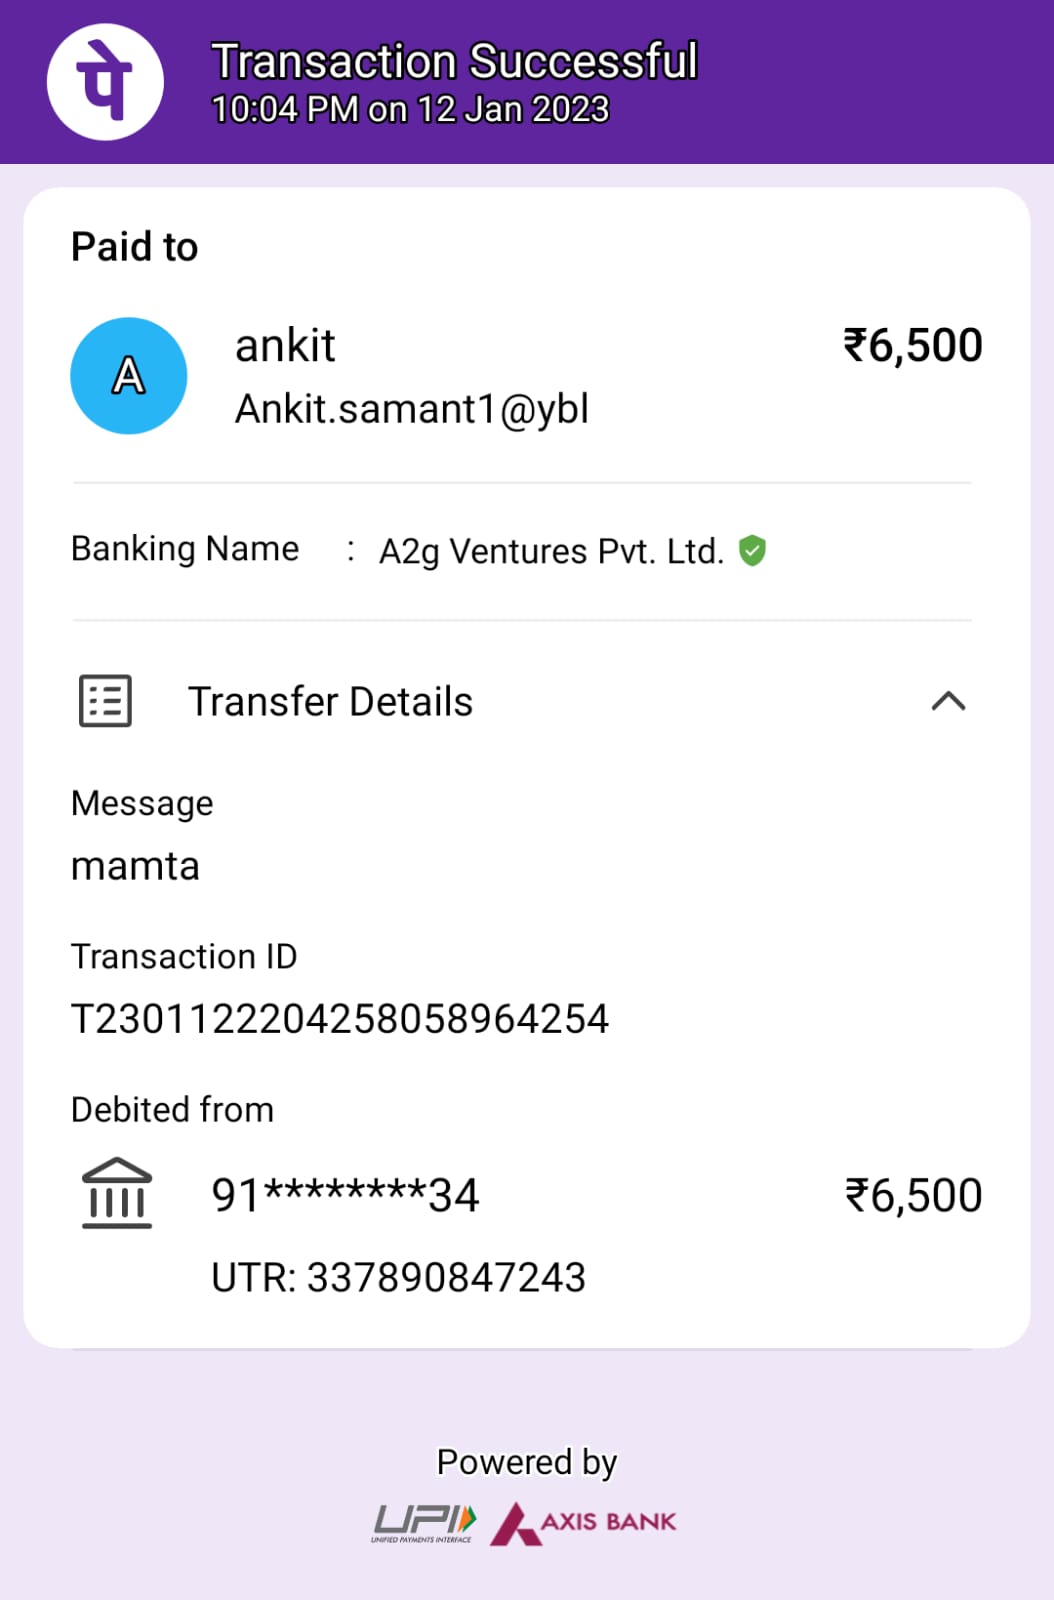 पे
Transaction Successful
10:04 PM on 12 Jan 2023
Paid to
A
ankit
₹6,500
Ankit.samant1@ybl
Banking Name : A2g Ventures Pvt. Ltd.
Transfer Details
Message
mamta
Transaction ID
T2301122204258058964254
Debited from
91********34
₹6,500
UTR: 337890847243
Powered by
UPI
UNIFIED PAYMENTS INTERFACE
AXIS BANK